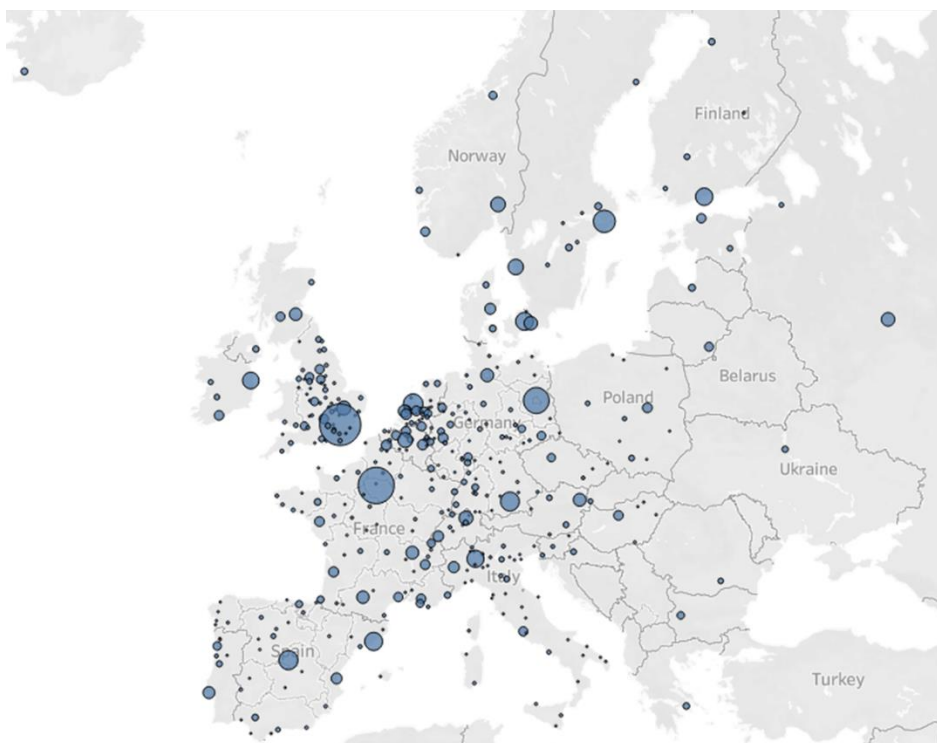 Finland
Norway
Poland
Belarus
Germany
Ukraine
France
Italy
Spain
Turkey